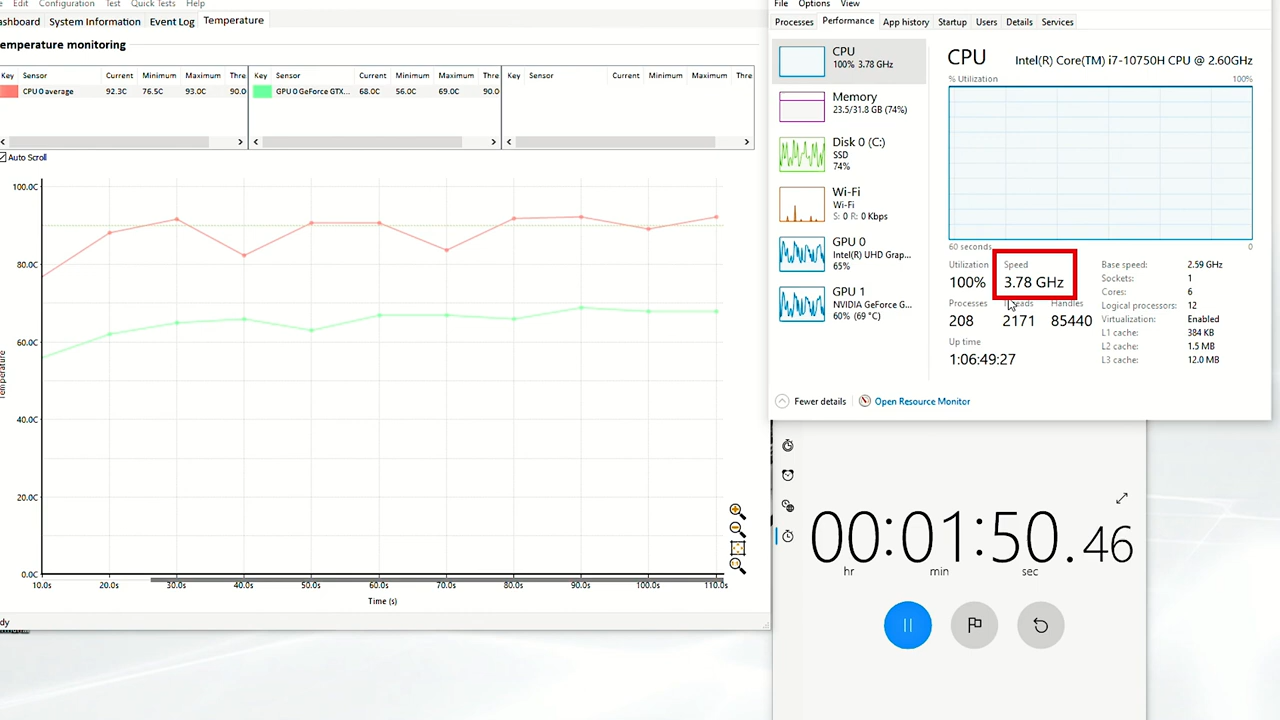 Edit Configuration Test Quick Tests Help
ashboard System Information Event Log Temperature
emperature monitoring
Key Sensor Current Minimum Maximum Thre
CPU 0 average 92.3C 76.5C 93.0C 90.0
Key Sensor Current Minimum Maximum Thre
GPU 0 GeForce GTX... 68.0C 56.0C 69.0C 90.0
Key Sensor Current Minimum Maximum Thre
Auto Scroll
100.0C
80.0C
60.0C
40.0C
20.0C
0.0C
Temperature
10.0s 20.0s 30.0s 40.0s 50.0s 60.0s 70.0s 80.0s 90.0s 100.0s 110.0s
Time (s)
dy
File Options View
Processes Performance App history Startup Users Details Services
CPU
100% 3.78 GHz
Memory
23.5/31.8 GB (74%)
Disk 0 (C:)
SSD
74%
Wi-Fi
Wi-Fi
S: 0 R: 0 Kbps
GPU 0
Intel(R) UHD Grap...
65%
GPU 1
NVIDIA GeForce G...
60% (69 °C)
CPU Intel(R) Core(TM) i7-10750H CPU @ 2.60GHz
% Utilization 100%
60 seconds 0
Utilization Speed
100% 3.78 GHz
Processes Threads Handles
208 2171 85440
Up time
1:06:49:27
Base speed: 2.59 GHz
Sockets: 1
Cores: 6
Logical processors: 12
Virtualization: Enabled
L1 cache: 384 KB
L2 cache: 1.5 MB
L3 cache: 12.0 MB
Fewer details Open Resource Monitor
00:01:50.46
hr min sec